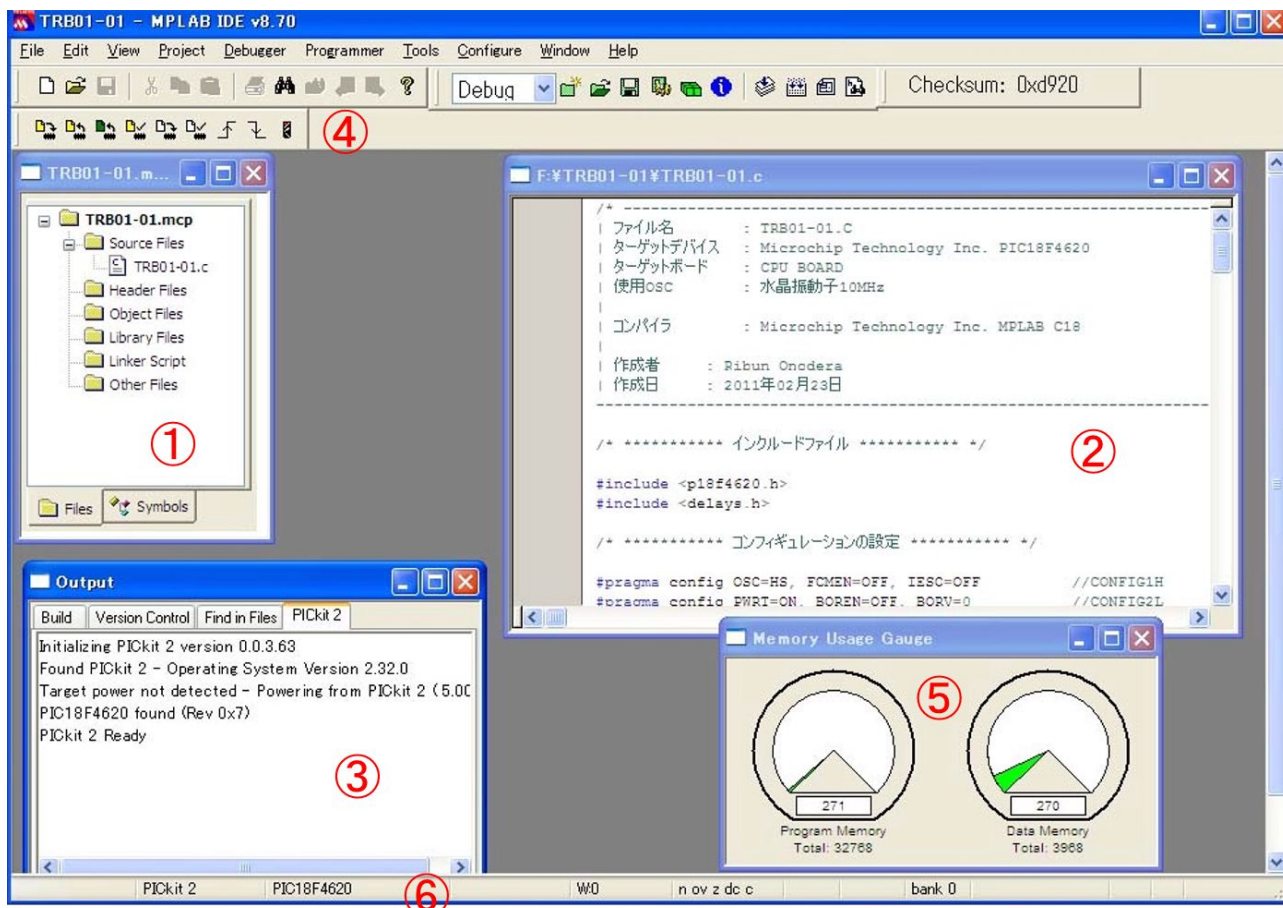 TRB01-01 - MPLAB IDE v8.70
File Edit View Project Debugger Programmer Tools Configure Window Help
Debug
Checksum: 0xd920
④
TRB01-01.m...
TRB01-01.mcp
Source Files
TRB01-01.c
Header Files
Object Files
Library Files
Linker Script
Other Files
①
Files Symbols
F:¥TRB01-01¥TRB01-01.c
/* ----------------------------------------------------------------------
| ファイル名 : TRB01-01.C
| ターゲットデバイス : Microchip Technology Inc. PIC18F4620
| ターゲットボード : CPU BOARD
| 使用OSC : 水晶振動子10MHz
|
| コンパイラ : Microchip Technology Inc. MPLAB C18
|
| 作成者 : Ribun Onodera
| 作成日 : 2011年02月23日
----------------------------------------------------------------------
/* *********** インクルードファイル *********** */
②
#include <p18f4620.h>
#include <delays.h>
/* *********** コンフィギュレーションの設定 *********** */
#pragma config OSC=HS, FCMEN=OFF, IESO=OFF //CONFIG1H
#pragma config PWRT=ON, BOREN=OFF, BORV=0 //CONFIG2L
Output
Build Version Control Find in Files PICkit 2
Initializing PICkit 2 version 0.0.3.63
Found PICkit 2 - Operating System Version 2.32.0
Target power not detected - Powering from PICkit 2 ( 5.00
PIC18F4620 found (Rev 0x7)
PICkit 2 Ready
③
Memory Usage Gauge
⑤
271
Program Memory
Total: 32768
270
Data Memory
Total: 3968
PICkit 2 PIC18F4620 ⑥ W:0 n ov z dc c bank 0